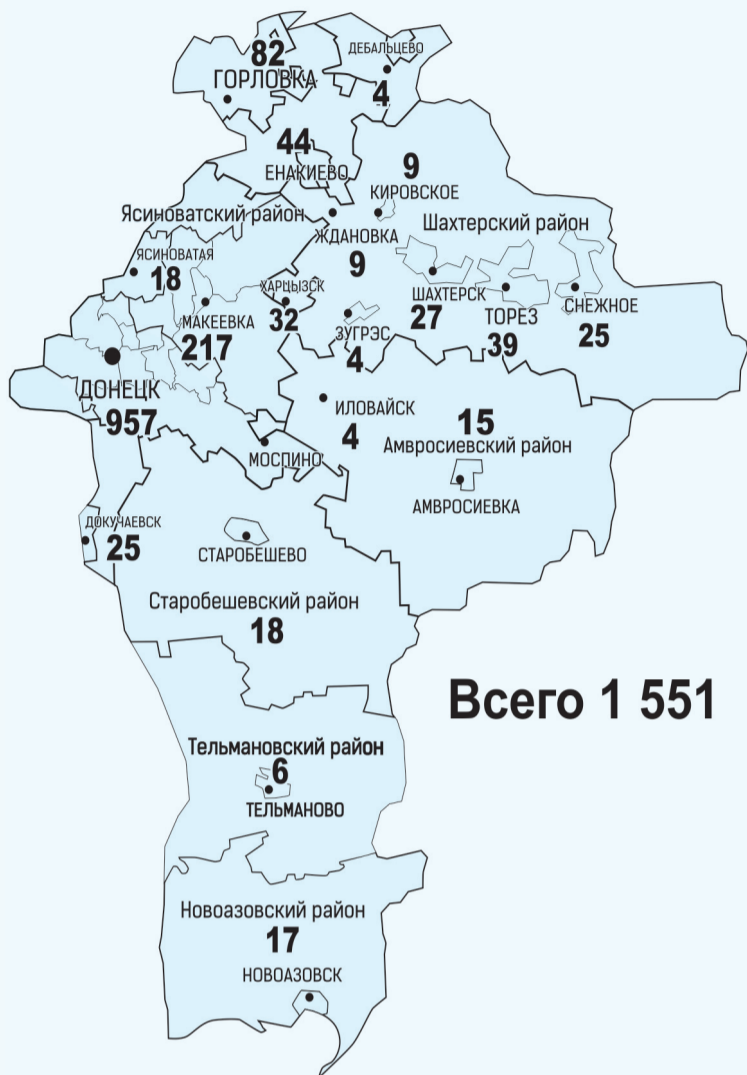 82
ГОРЛОВКА
ДЕБАЛЬЦЕВО
4
44
ЕНАКИЕВО
9
КИРОВСКОЕ
Ясиноватский район
ЖДАНОВКА
9
Шахтерский район
ЯСИНОВАТАЯ
18
МАКЕЕВКА
217
ХАРЦЫЗСК
32
ЗУГРЭС
4
ШАХТЕРСК
27
ТОРЕЗ
39
СНЕЖНОЕ
25
ДОНЕЦК
957
МОСПИНО
ИЛОВАЙСК
4
15
Амвросиевский район
АМВРОСИЕВКА
ДОКУЧАЕВСК
25
СТАРОБЕШЕВО
Старобешевский район
18
Всего 1 551
Тельмановский район
6
ТЕЛЬМАНОВО
Новоазовский район
17
НОВОАЗОВСК